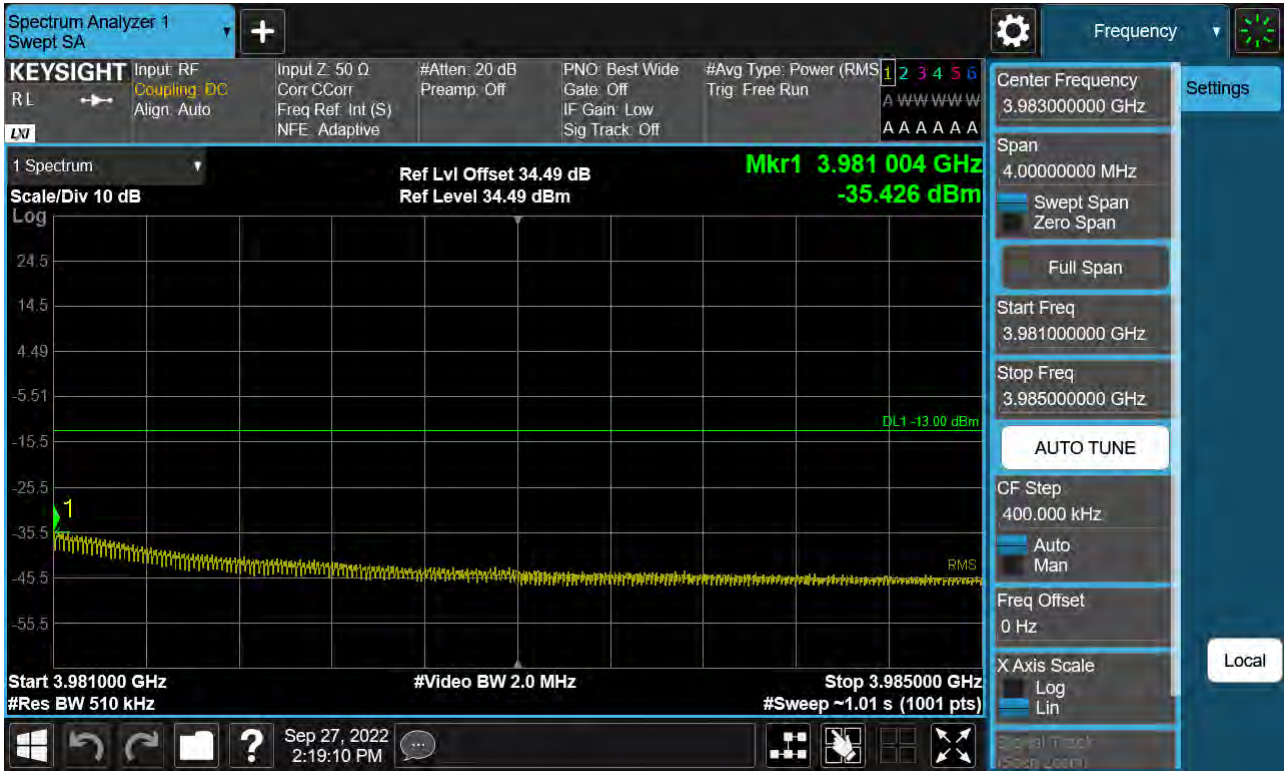 Spectrum Analyzer 1
Swept SA
+
Frequency
KEYSIGHT
RL
LXI
Input: RF
Coupling: DC
Align: Auto
Input Z: 50 Ω
Corr CCorr
Freq Ref: Int (S)
NFE: Adaptive
#Atten: 20 dB
Preamp: Off
PNO: Best Wide
Gate: Off
IF Gain: Low
Sig Track: Off
#Avg Type: Power (RMS
Trig: Free Run
1 2 3 4 5 6
A W W W W W
A A A A A A
1 Spectrum
Scale/Div 10 dB
Log
Ref Lvl Offset 34.49 dB
Ref Level 34.49 dBm
Mkr1 3.981 004 GHz
-35.426 dBm
24.5
14.5
4.49
-5.51
-15.5
-25.5
-35.5
-45.5
-55.5
DL1 -13.00 dBm
1
RMS
Start 3.981000 GHz
#Res BW 510 kHz
#Video BW 2.0 MHz
Stop 3.985000 GHz
#Sweep ~1.01 s (1001 pts)
Center Frequency
3.983000000 GHz
Settings
Span
4.00000000 MHz
Swept Span
Zero Span
Full Span
Start Freq
3.981000000 GHz
Stop Freq
3.985000000 GHz
AUTO TUNE
CF Step
400.000 kHz
Auto
Man
Freq Offset
0 Hz
X Axis Scale
Log
Lin
Signal Track
(Span Zoom)
Local
?
Sep 27, 2022
2:19:10 PM